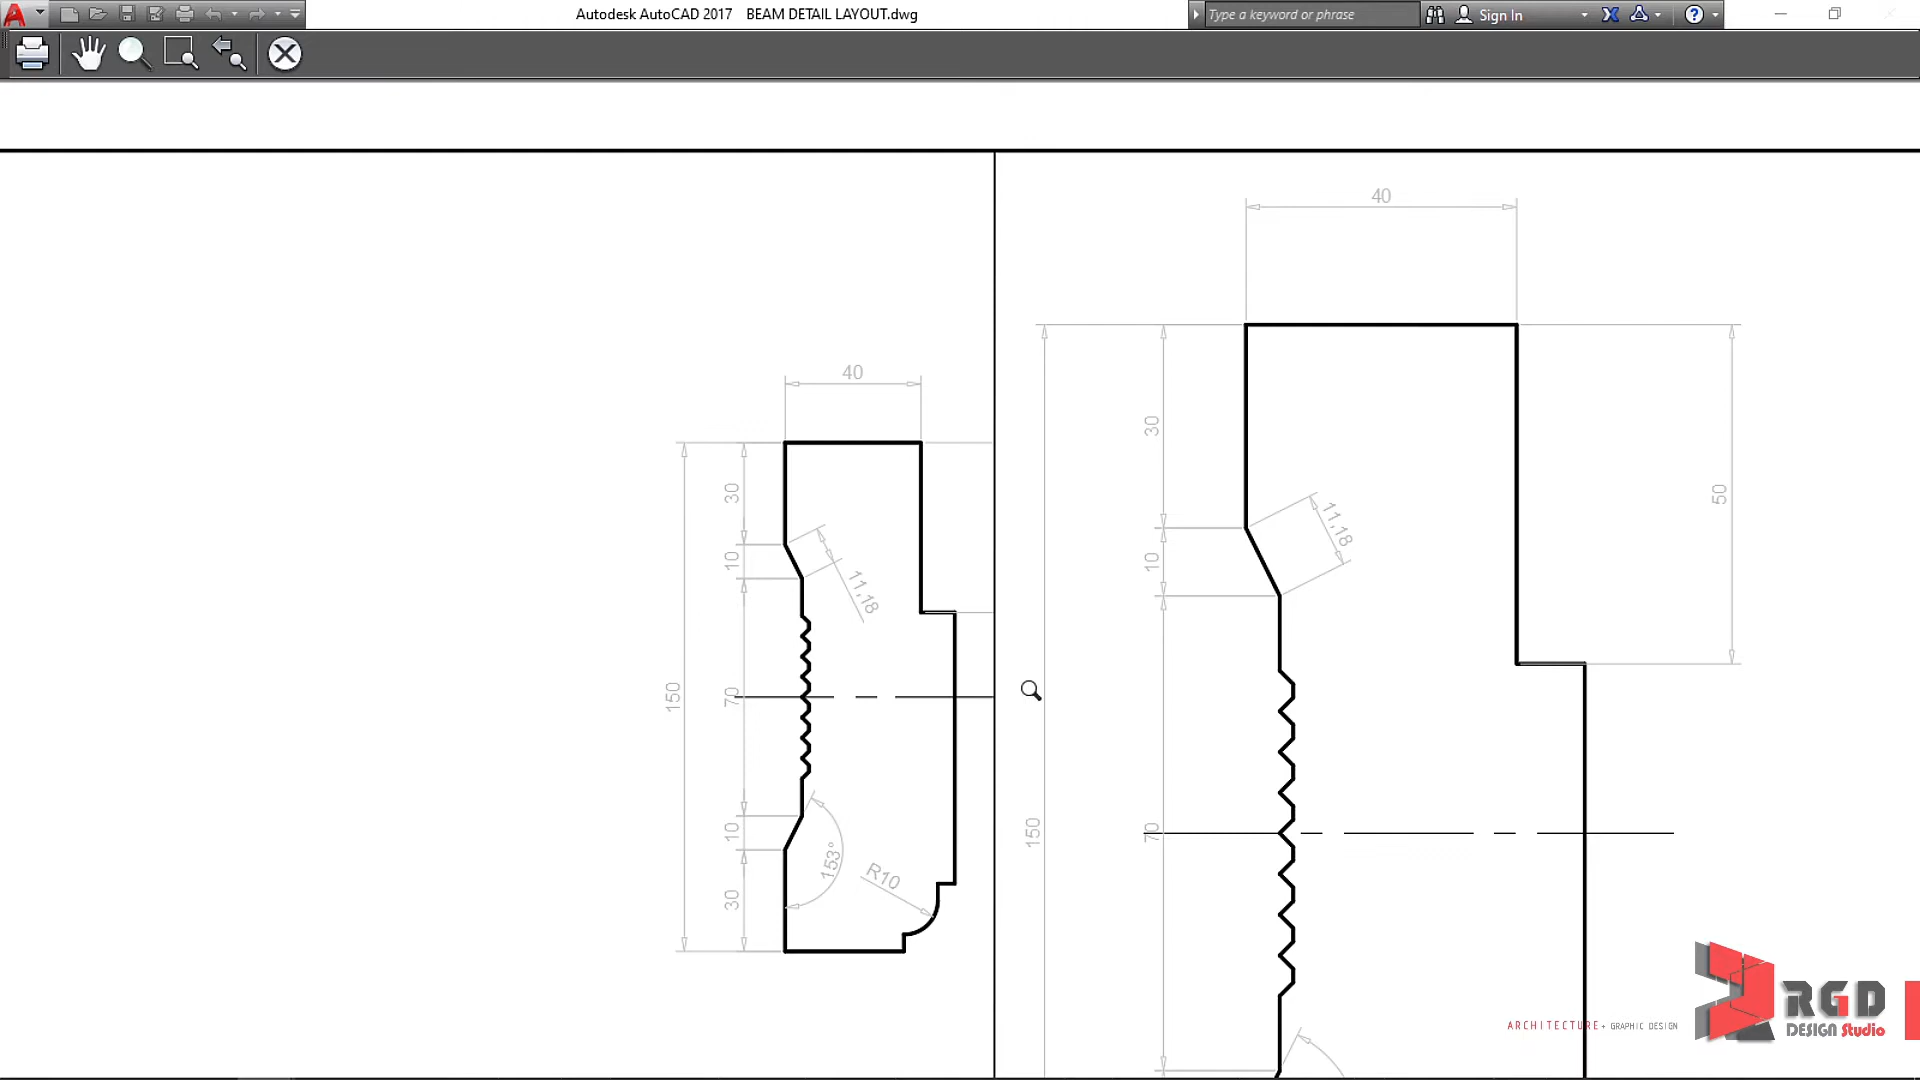 Autodesk AutoCAD 2017 BEAM DETAIL LAYOUT.dwg
Type a keyword or phrase
Sign In
40
30
10
11,18
150
70
10
153°
R10
30
40
30
11,18
50
10
150
70
RGD
DESIGN Studio
ARCHITECTURE + GRAPHIC DESIGN